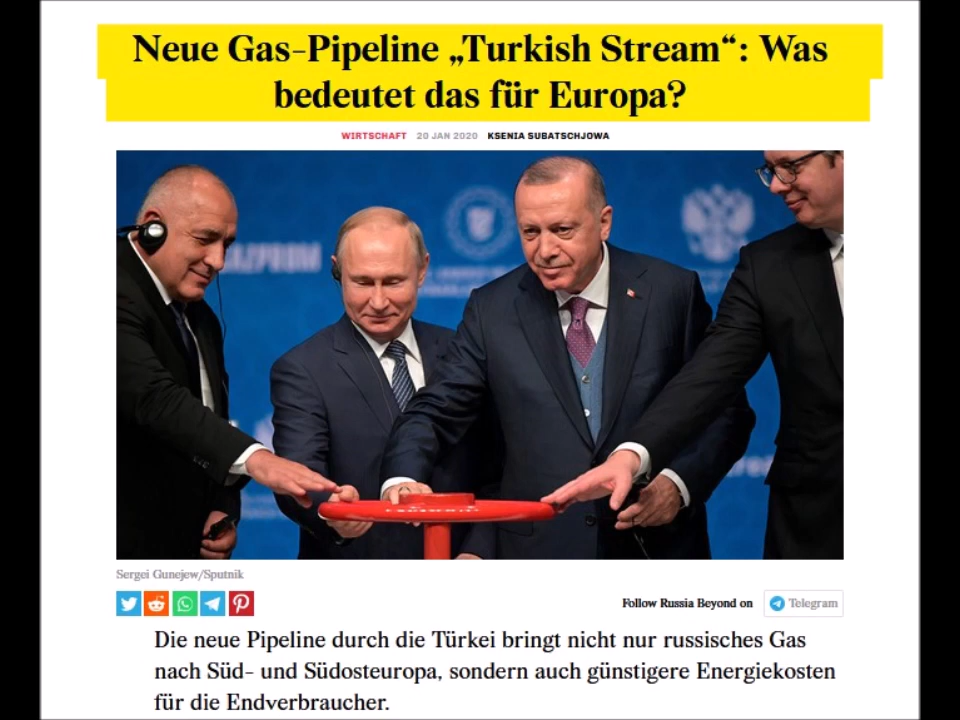 Neue Gas-Pipeline „Turkish Stream“: Was
bedeutet das für Europa?
WIRTSCHAFT 20 JAN 2020 KSENIA SUBATSCHJOWA
GAZPROM
Sergei Gunejew/Sputnik
Follow Russia Beyond on Telegram
Die neue Pipeline durch die Türkei bringt nicht nur russisches Gas
nach Süd- und Südosteuropa, sondern auch günstigere Energiekosten
für die Endverbraucher.